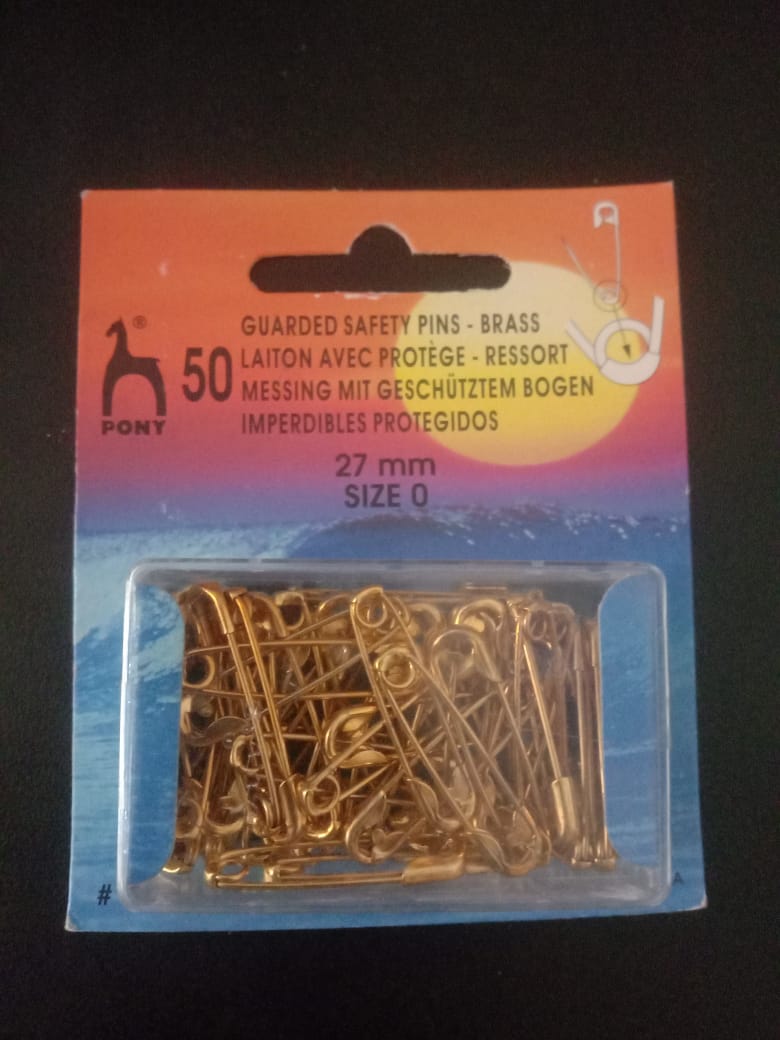 GUARDED SAFETY PINS - BRASS
50
LAITON AVEC PROTÈGE - RESSORT
MESSING MIT GESCHÜTZTEM BOGEN
IMPERDIBLES PROTEGIDOS
®
PONY
27 mm
SIZE 0
#
A